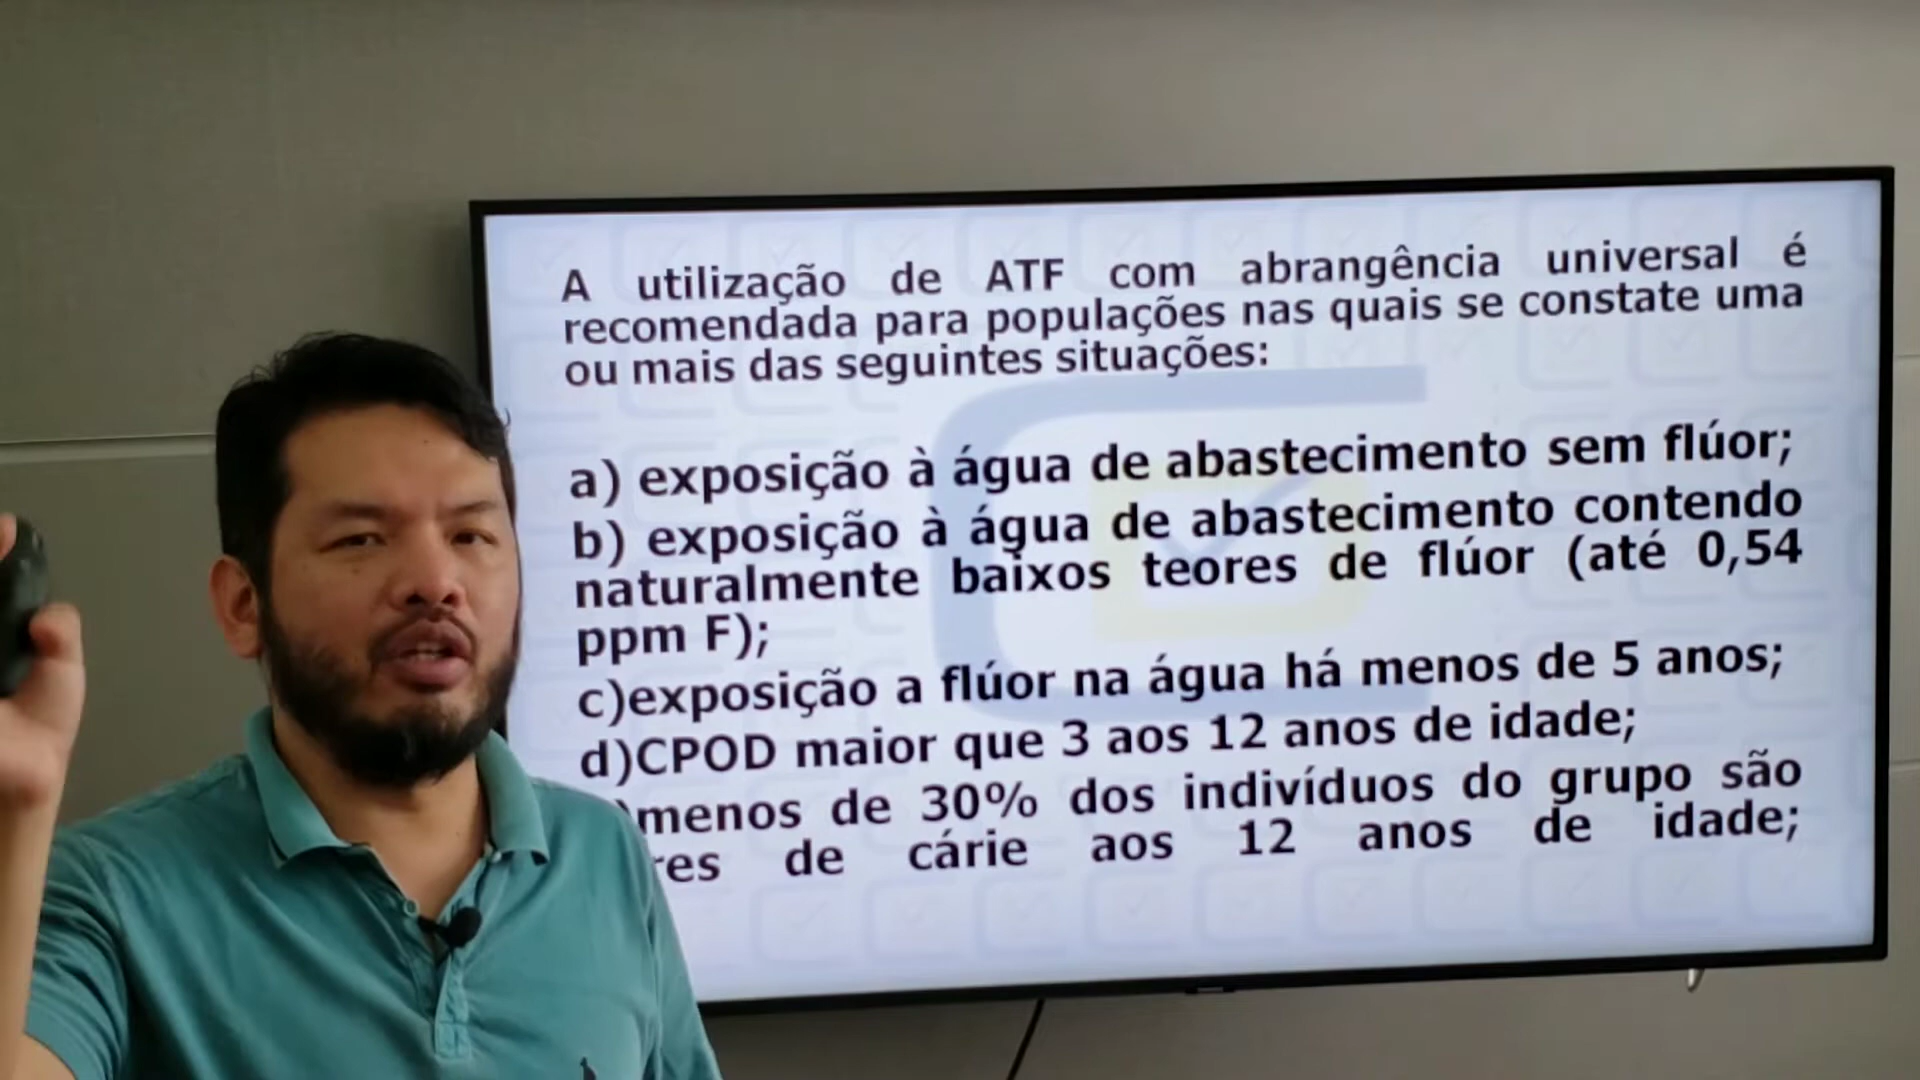 A utilização de ATF com abrangência universal é
recomendada para populações nas quais se constate uma
ou mais das seguintes situações:
a) exposição à água de abastecimento sem flúor;
b) exposição à água de abastecimento contendo
naturalmente baixos teores de flúor (até 0,54
ppm F);
c)exposição a flúor na água há menos de 5 anos;
d)CPOD maior que 3 aos 12 anos de idade;
menos de 30% dos indivíduos do grupo são
de cárie aos 12 anos de idade;